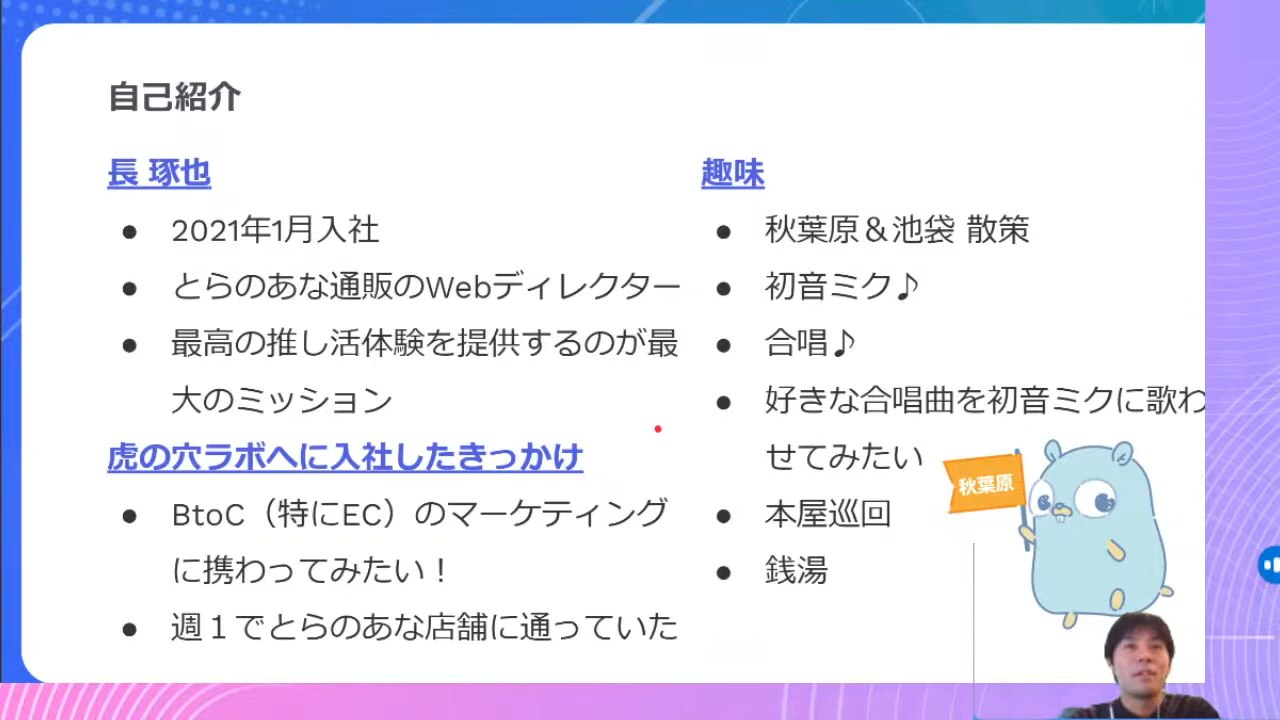 自己紹介
長 琢也
● 2021年1月入社
● とらのあな通販のWebディレクター
● 最高の推し活体験を提供するのが最
大のミッション
虎の穴ラボへに入社したきっかけ
● BtoC（特にEC）のマーケティング
に携わってみたい！
● 週１でとらのあな店舗に通っていた
趣味
● 秋葉原＆池袋 散策
● 初音ミク♪
● 合唱♪
● 好きな合唱曲を初音ミクに歌わ
せてみたい
● 本屋巡回
● 銭湯
秋葉原